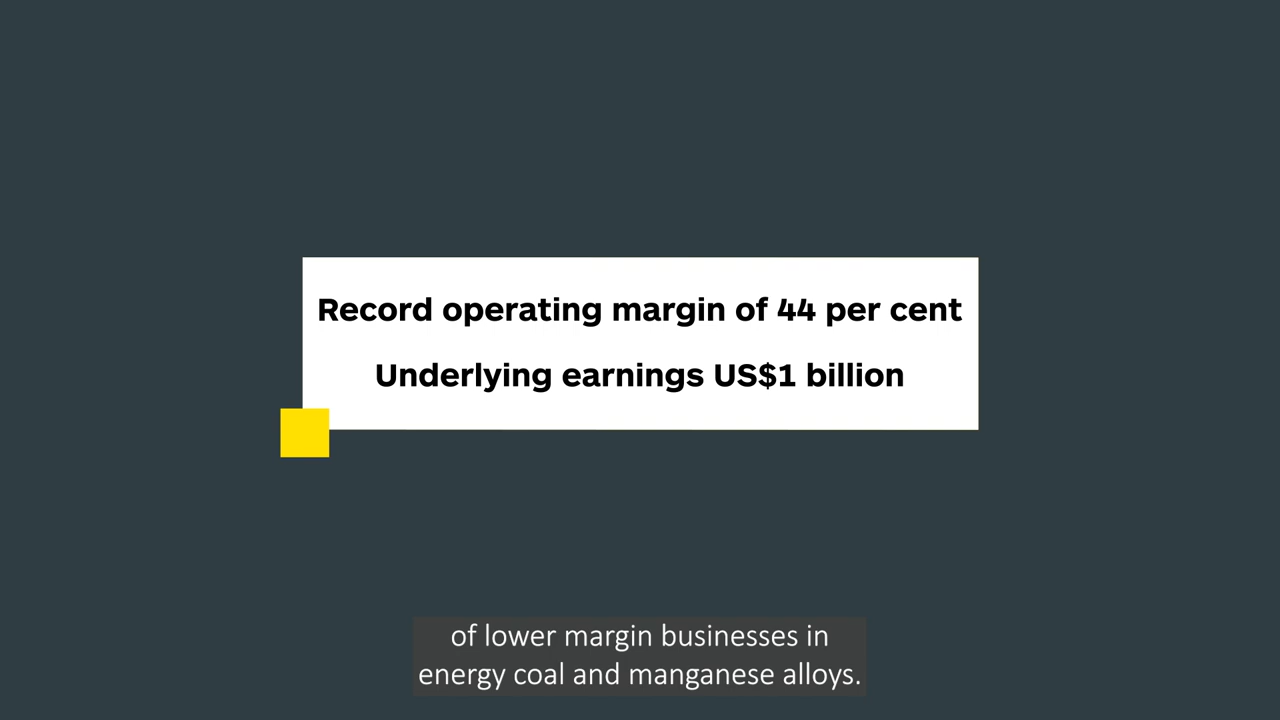 Record operating margin of 44 per cent
Underlying earnings US$1 billion
of lower margin businesses in
energy coal and manganese alloys.